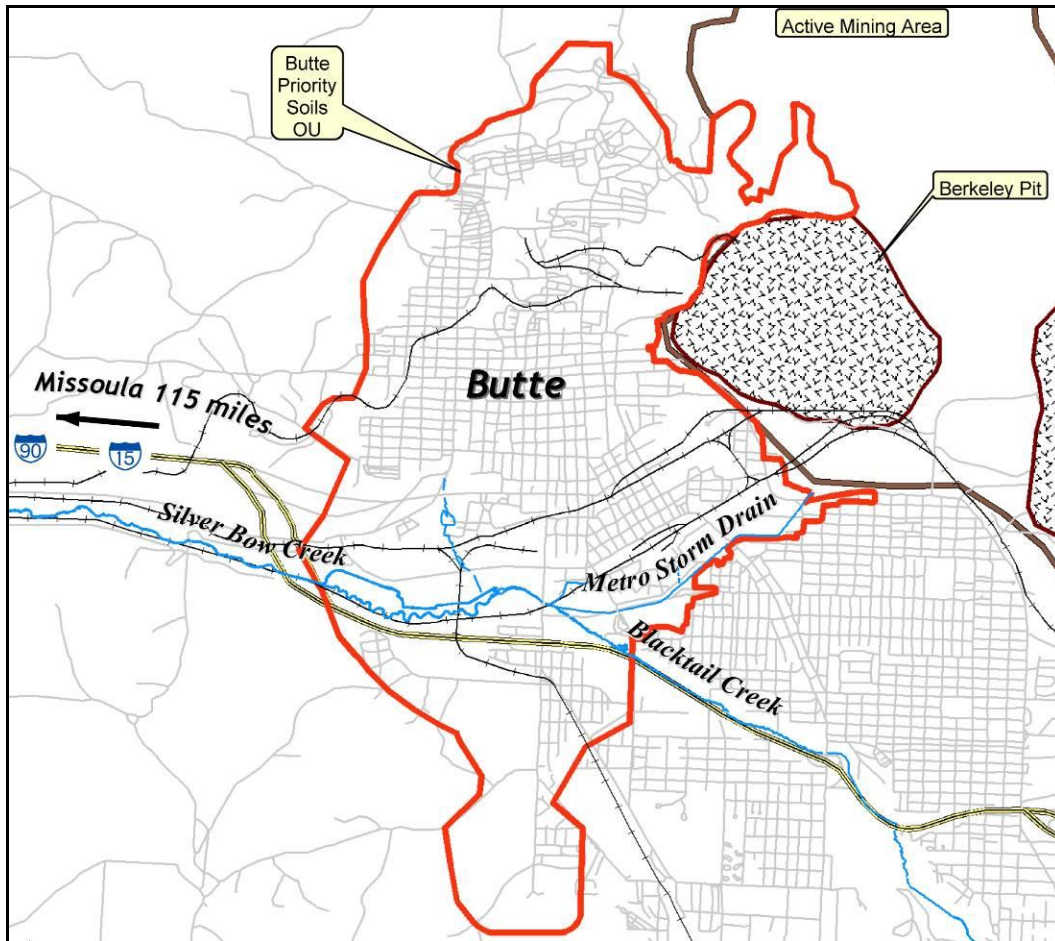 Active Mining Area
Butte
Priority
Soils
OU
Berkeley Pit
Butte
Missoula 115 miles
90
15
Silver Bow Creek
Metro Storm Drain
Blacktail Creek